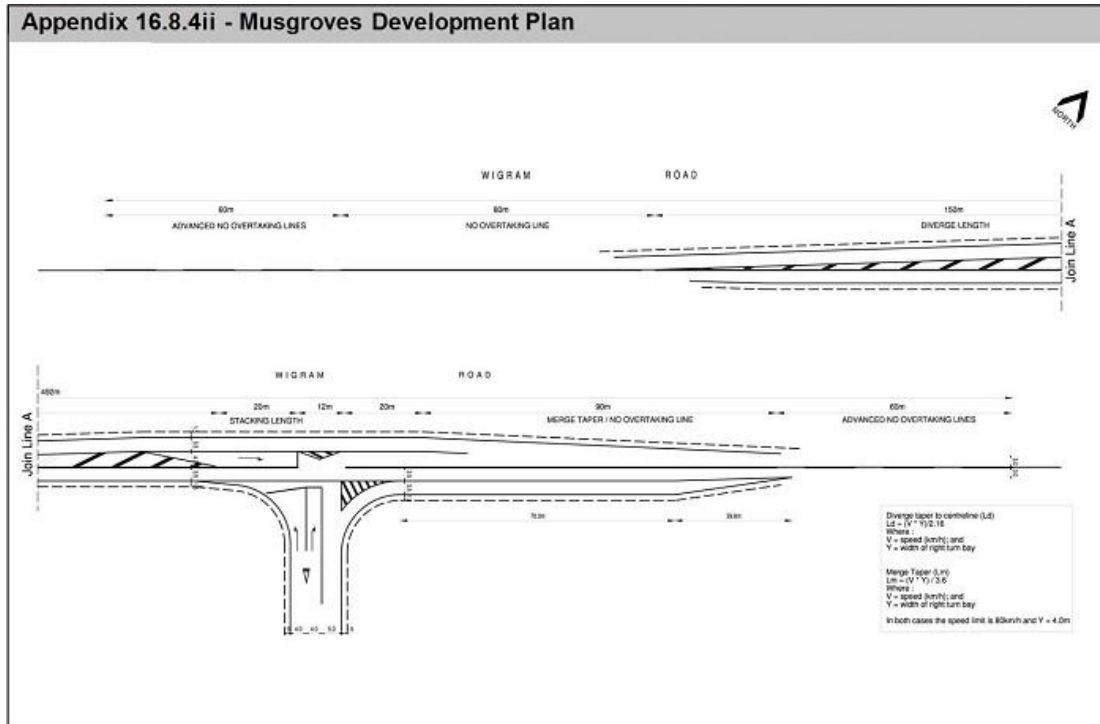 Appendix 16.8.4ii - Musgroves Development Plan
NORTH
WIGRAM ROAD
60m
80m
150m
ADVANCED NO OVERTAKING LINES
NO OVERTAKING LINE
DIVERGE LENGTH
Join Line A
WIGRAM ROAD
492m
20m
12m
20m
90m
60m
STACKING LENGTH
MERGE TAPER / NO OVERTAKING LINE
ADVANCED NO OVERTAKING LINES
Join Line A
Diverge taper to centreline (Ld)
Ld = (V * Y)/2.16
Where :
V = speed (km/h); and
Y = width of right turn bay
Merge Taper (Lm)
Lm = (V * Y) / 3.6
Where :
V = speed (km/h); and
Y = width of right turn bay
In both cases the speed limit is 80km/h and Y = 4.0m